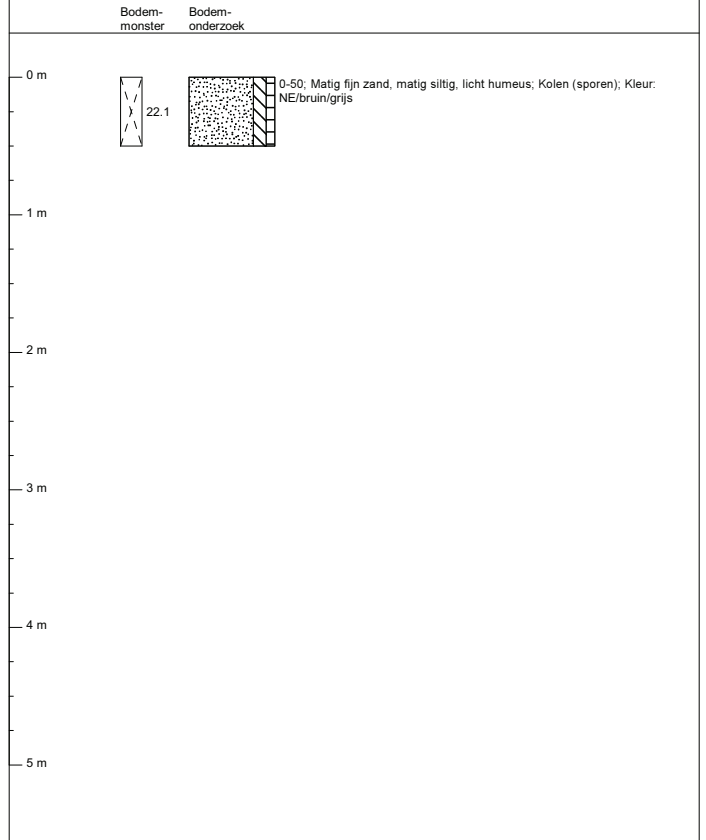 Bodem-
monster
Bodem-
onderzoek
0 m
0-50; Matig fijn zand, matig siltig, licht humeus; Kolen (sporen); Kleur:
NE/bruin/grijs
22.1
1 m
2 m
3 m
4 m
5 m